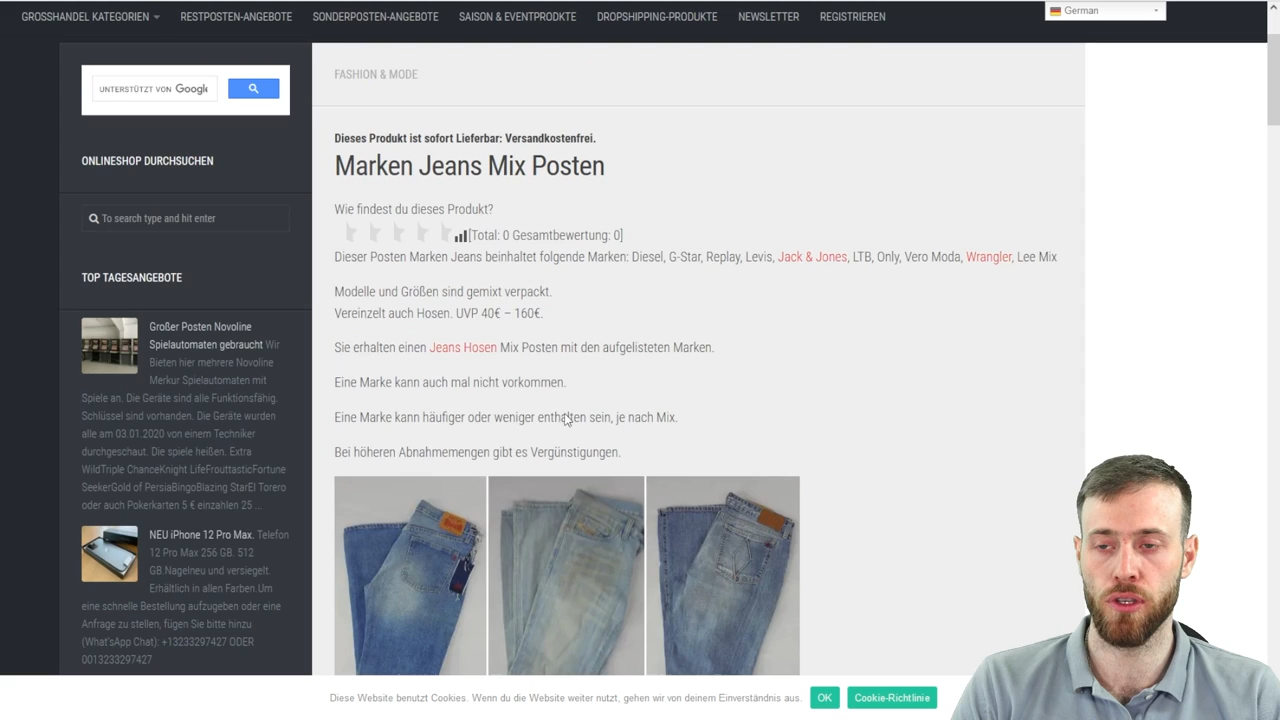 GROSSHANDEL KATEGORIEN RESTPOSTEN-ANGEBOTE SONDERPOSTEN-ANGEBOTE SAISON & EVENTPRODKTE DROPSHIPPING-PRODUKTE NEWSLETTER REGISTRIEREN
German
UNTERSTÜTZT VON Google
ONLINESHOP DURCHSUCHEN
To search type and hit enter
TOP TAGESANGEBOTE
Großer Posten Novoline
Spielautomaten gebraucht Wir
Bieten hier mehrere Novoline
Merkur Spielautomaten mit
Spiele an. Die Geräte sind alle Funktionsfähig.
Schlüssel sind vorhanden. Die Geräte wurden
alle am 03.01.2020 von einem Techniker
durchgeschaut. Die spiele heißen. Extra
WildTriple ChanceKnight LifeFrouttasticFortune
SeekerGold of PersiaBingoBlazing StarEl Torero
oder auch Pokerkarten 5 € einzahlen 25 ...
NEU iPhone 12 Pro Max. Telefon
12 Pro Max 256 GB. 512
GB.Nagelneu und versiegelt.
Erhältlich in allen Farben.Um
eine schnelle Bestellung aufzugeben oder eine
Anfrage zu stellen, fügen Sie bitte hinzu
(What'sApp Chat): +13233297427 ODER
0013233297427
FASHION & MODE
Dieses Produkt ist sofort Lieferbar: Versandkostenfrei.
Marken Jeans Mix Posten
Wie findest du dieses Produkt?
[Total: 0 Gesamtbewertung: 0]
Dieser Posten Marken Jeans beinhaltet folgende Marken: Diesel, G-Star, Replay, Levis, Jack & Jones, LTB, Only, Vero Moda, Wrangler, Lee Mix
Modelle und Größen sind gemixt verpackt.
Vereinzelt auch Hosen. UVP 40€ – 160€.
Sie erhalten einen Jeans Hosen Mix Posten mit den aufgelisteten Marken.
Eine Marke kann auch mal nicht vorkommen.
Eine Marke kann häufiger oder weniger enthalten sein, je nach Mix.
Bei höheren Abnahmemengen gibt es Vergünstigungen.
Diese Website benutzt Cookies. Wenn du die Website weiter nutzt, gehen wir von deinem Einverständnis aus. OK Cookie-Richtlinie